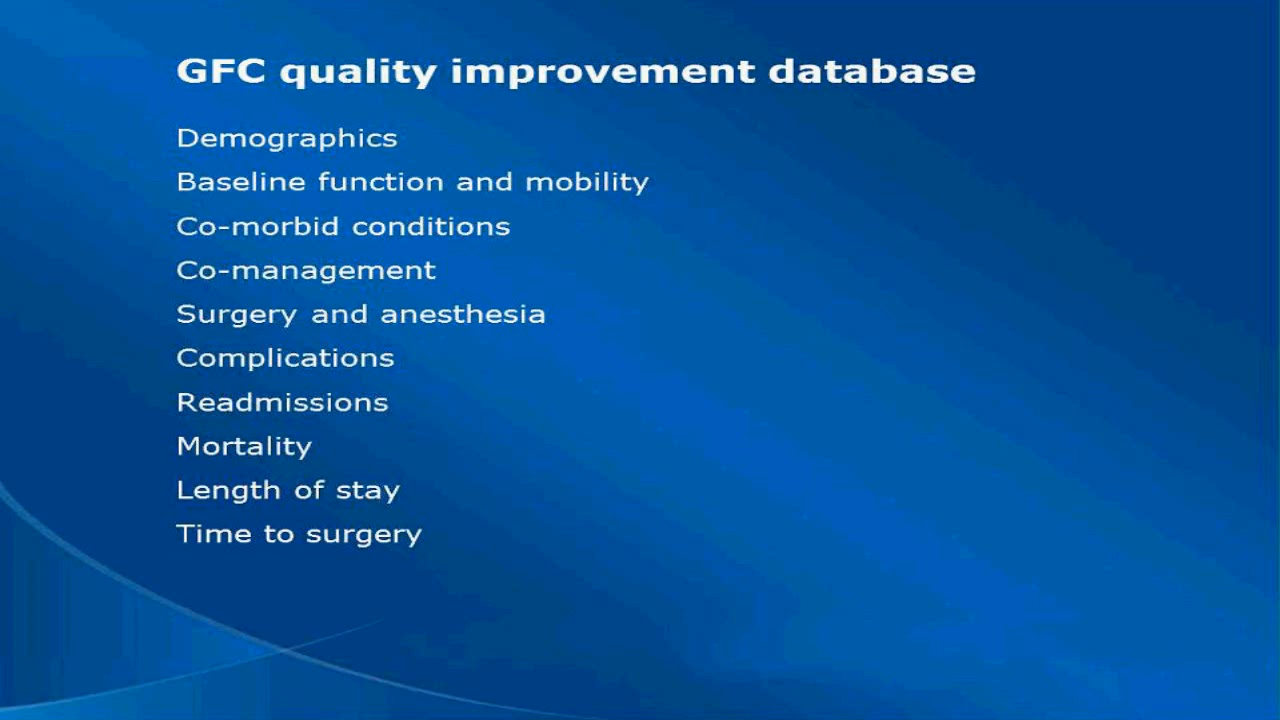 GFC quality improvement database
Demographics
Baseline function and mobility
Co-morbid conditions
Co-management
Surgery and anesthesia
Complications
Readmissions
Mortality
Length of stay
Time to surgery